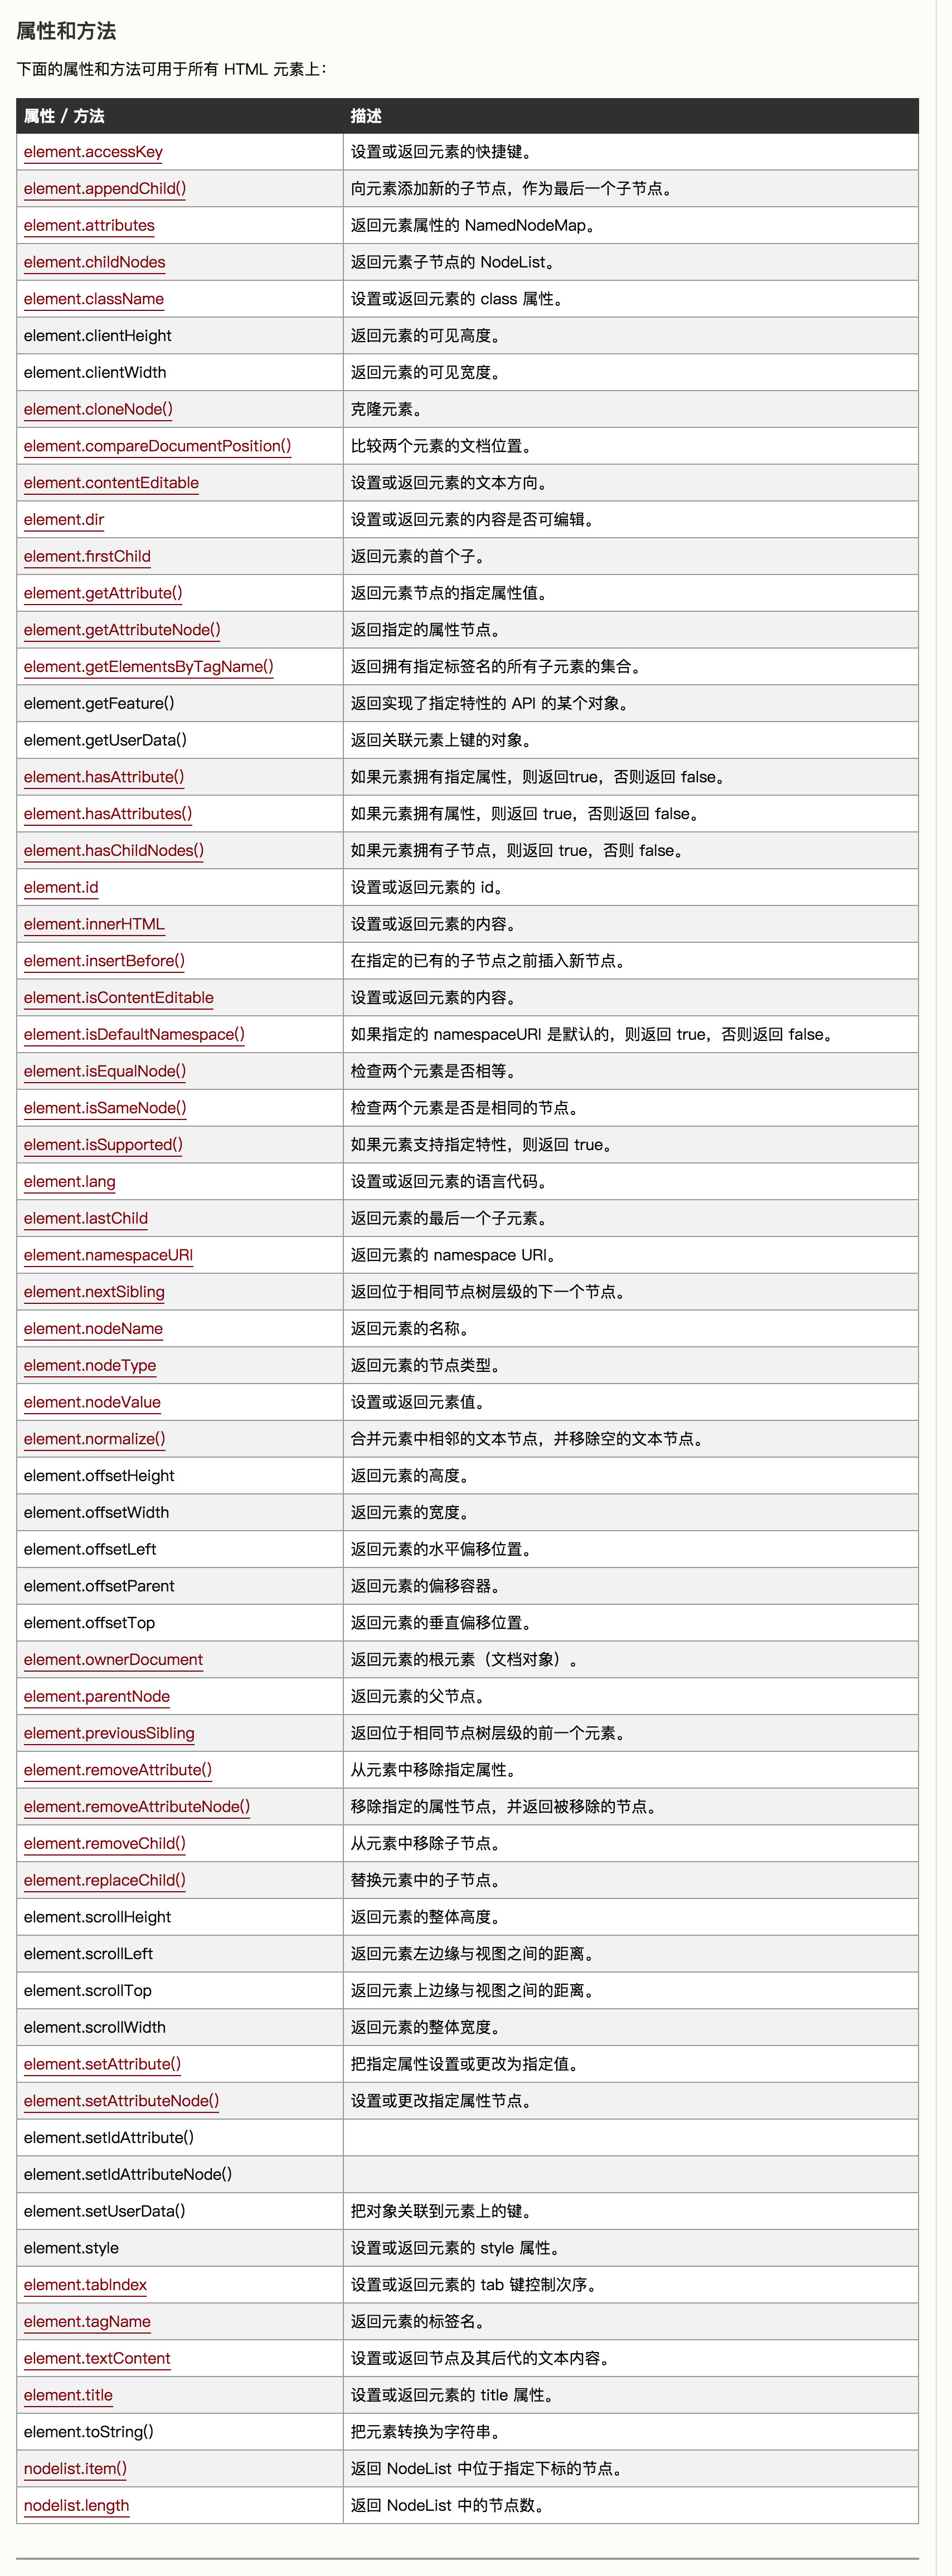 属性和方法
下面的属性和方法可用于所有 HTML 元素上：
属性 / 方法 描述
element.accessKey 设置或返回元素的快捷键。
element.appendChild() 向元素添加新的子节点，作为最后一个子节点。
element.attributes 返回元素属性的 NamedNodeMap。
element.childNodes 返回元素子节点的 NodeList。
element.className 设置或返回元素的 class 属性。
element.clientHeight 返回元素的可见高度。
element.clientWidth 返回元素的可见宽度。
element.cloneNode() 克隆元素。
element.compareDocumentPosition() 比较两个元素的文档位置。
element.contentEditable 设置或返回元素的文本方向。
element.dir 设置或返回元素的内容是否可编辑。
element.firstChild 返回元素的首个子。
element.getAttribute() 返回元素节点的指定属性值。
element.getAttributeNode() 返回指定的属性节点。
element.getElementsByTagName() 返回拥有指定标签名的所有子元素的集合。
element.getFeature() 返回实现了指定特性的 API 的某个对象。
element.getUserData() 返回关联元素上键的对象。
element.hasAttribute() 如果元素拥有指定属性，则返回true，否则返回 false。
element.hasAttributes() 如果元素拥有属性，则返回 true，否则返回 false。
element.hasChildNodes() 如果元素拥有子节点，则返回 true，否则 false。
element.id 设置或返回元素的 id。
element.innerHTML 设置或返回元素的内容。
element.insertBefore() 在指定的已有的子节点之前插入新节点。
element.isContentEditable 设置或返回元素的内容。
element.isDefaultNamespace() 如果指定的 namespaceURI 是默认的，则返回 true，否则返回 false。
element.isEqualNode() 检查两个元素是否相等。
element.isSameNode() 检查两个元素是否是相同的节点。
element.isSupported() 如果元素支持指定特性，则返回 true。
element.lang 设置或返回元素的语言代码。
element.lastChild 返回元素的最后一个子元素。
element.namespaceURI 返回元素的 namespace URI。
element.nextSibling 返回位于相同节点树层级的下一个节点。
element.nodeName 返回元素的名称。
element.nodeType 返回元素的节点类型。
element.nodeValue 设置或返回元素值。
element.normalize() 合并元素中相邻的文本节点，并移除空的文本节点。
element.offsetHeight 返回元素的高度。
element.offsetWidth 返回元素的宽度。
element.offsetLeft 返回元素的水平偏移位置。
element.offsetParent 返回元素的偏移容器。
element.offsetTop 返回元素的垂直偏移位置。
element.ownerDocument 返回元素的根元素（文档对象）。
element.parentNode 返回元素的父节点。
element.previousSibling 返回位于相同节点树层级的前一个元素。
element.removeAttribute() 从元素中移除指定属性。
element.removeAttributeNode() 移除指定的属性节点，并返回被移除的节点。
element.removeChild() 从元素中移除子节点。
element.replaceChild() 替换元素中的子节点。
element.scrollHeight 返回元素的整体高度。
element.scrollLeft 返回元素左边缘与视图之间的距离。
element.scrollTop 返回元素上边缘与视图之间的距离。
element.scrollWidth 返回元素的整体宽度。
element.setAttribute() 把指定属性设置或更改为指定值。
element.setAttributeNode() 设置或更改指定属性节点。
element.setIdAttribute()
element.setIdAttributeNode()
element.setUserData() 把对象关联到元素上的键。
element.style 设置或返回元素的 style 属性。
element.tabIndex 设置或返回元素的 tab 键控制次序。
element.tagName 返回元素的标签名。
element.textContent 设置或返回节点及其后代的文本内容。
element.title 设置或返回元素的 title 属性。
element.toString() 把元素转换为字符串。
nodelist.item() 返回 NodeList 中位于指定下标的节点。
nodelist.length 返回 NodeList 中的节点数。